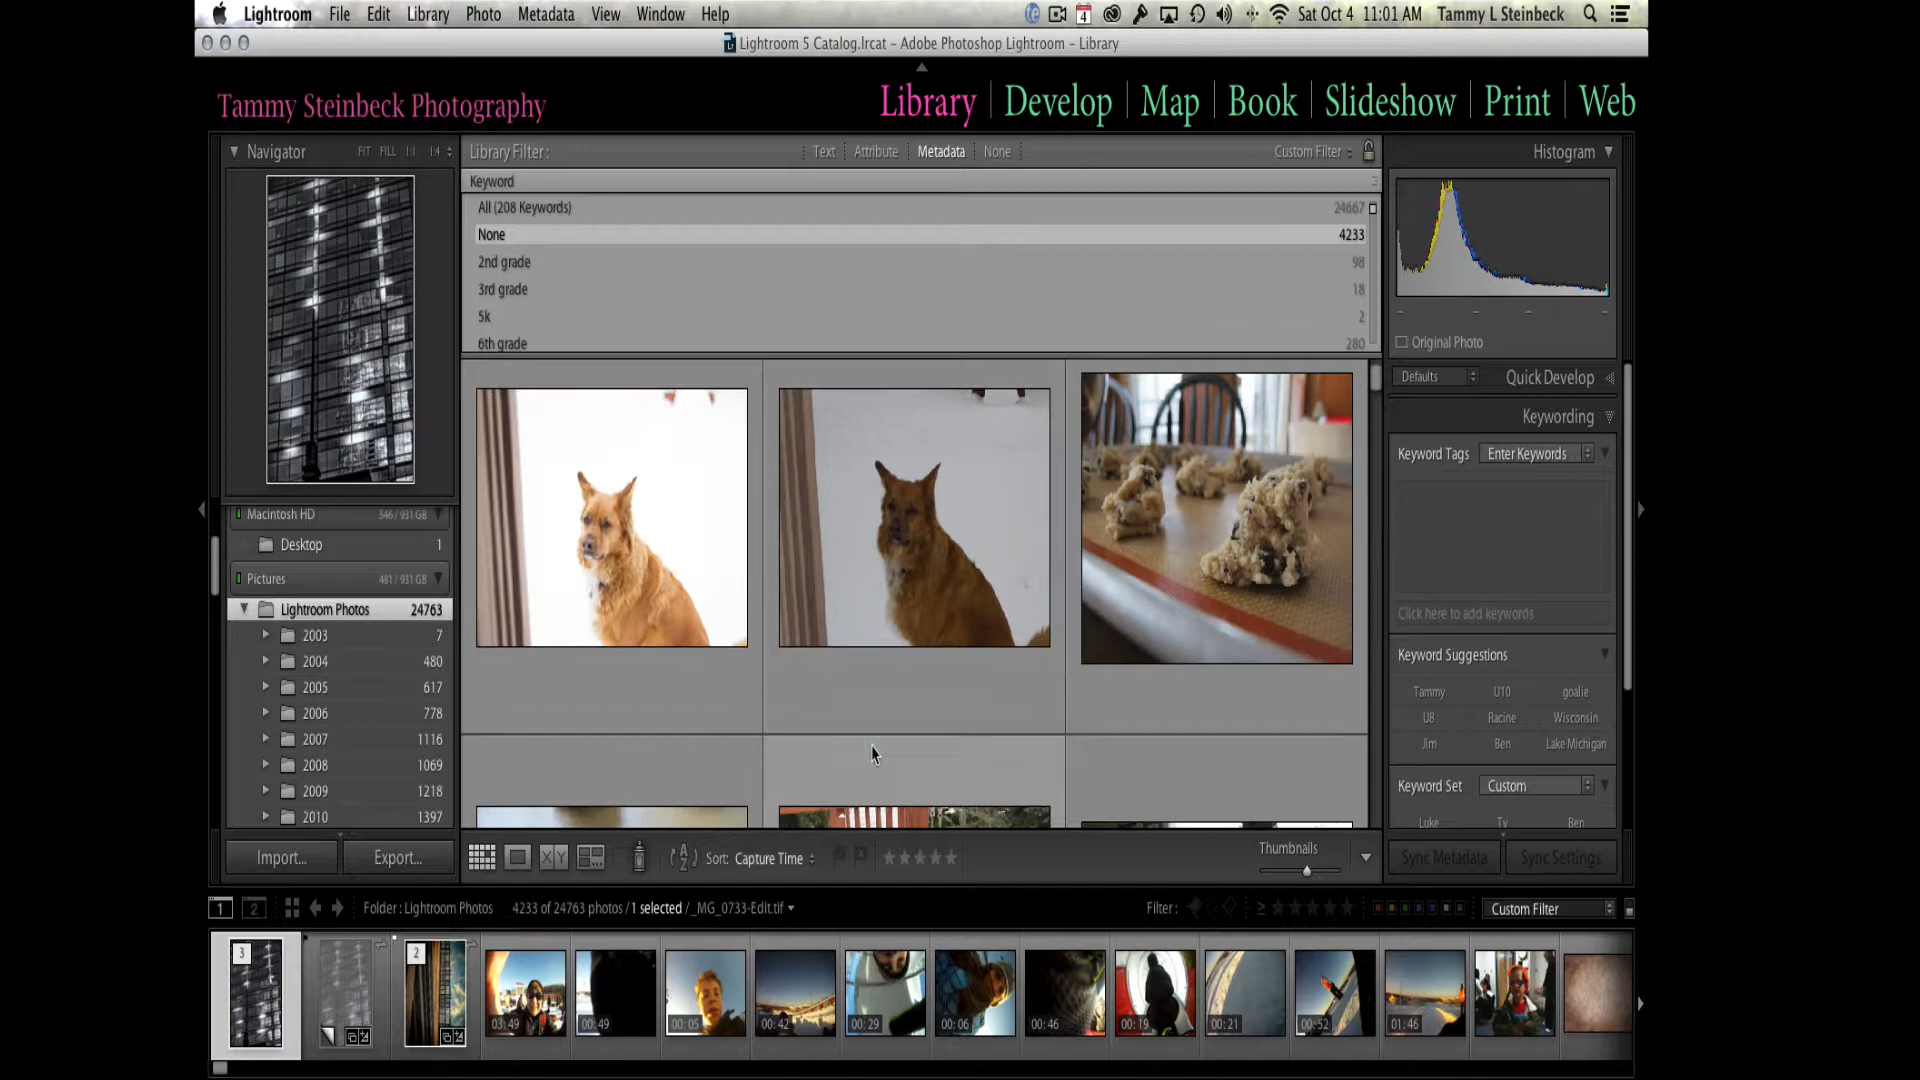 Lightroom File Edit Library Photo Metadata View Window Help 4 Sat Oct 4 11:01 AM Tammy L Steinbeck
Lightroom 5 Catalog.lrcat – Adobe Photoshop Lightroom – Library
Tammy Steinbeck Photography
Library | Develop | Map | Book | Slideshow | Print | Web
Navigator FIT FILL 1:1 1:4
Library Filter: Text Attribute Metadata None Custom Filter
Histogram
Keyword
All (208 Keywords) 24667
None 4233
2nd grade 98
3rd grade 18
5k 2
6th grade 280
Original Photo
Defaults Quick Develop
Keywording
Keyword Tags Enter Keywords
Click here to add keywords
Keyword Suggestions
Tammy U10 goalie
U8 Racine Wisconsin
Jim Ben Lake Michigan
Keyword Set Custom
Luke Ty Ben
Sync Metadata Sync Settings
Macintosh HD 546 / 931 GB
Desktop 1
Pictures 481 / 931 GB
Lightroom Photos 24763
2003 7
2004 480
2005 617
2006 778
2007 1116
2008 1069
2009 1218
2010 1397
Import... Export...
XY Sort: Capture Time Thumbnails
1 2 Folder : Lightroom Photos 4233 of 24763 photos / 1 selected / _MG_0733-Edit.tif Filter : Custom Filter
3 2
03:49 00:49 00:05 00:42 00:29 00:06 00:46 00:19 00:21 00:52 01:46